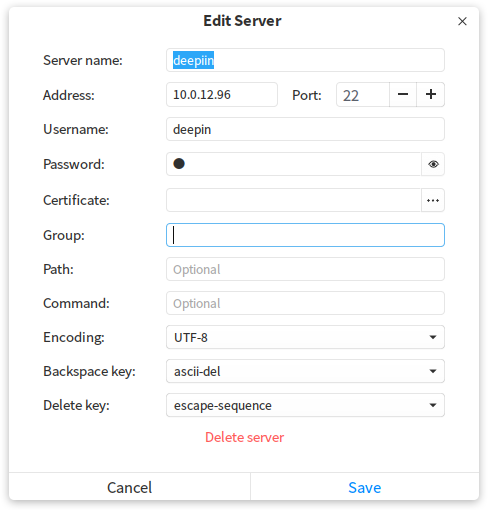 Edit Server
Server name: deepiin
Address: 10.0.12.96 Port: 22
Username: deepin
Password: ●
Certificate:
Group:
Path: Optional
Command: Optional
Encoding: UTF-8
Backspace key: ascii-del
Delete key: escape-sequence
Delete server
Cancel Save